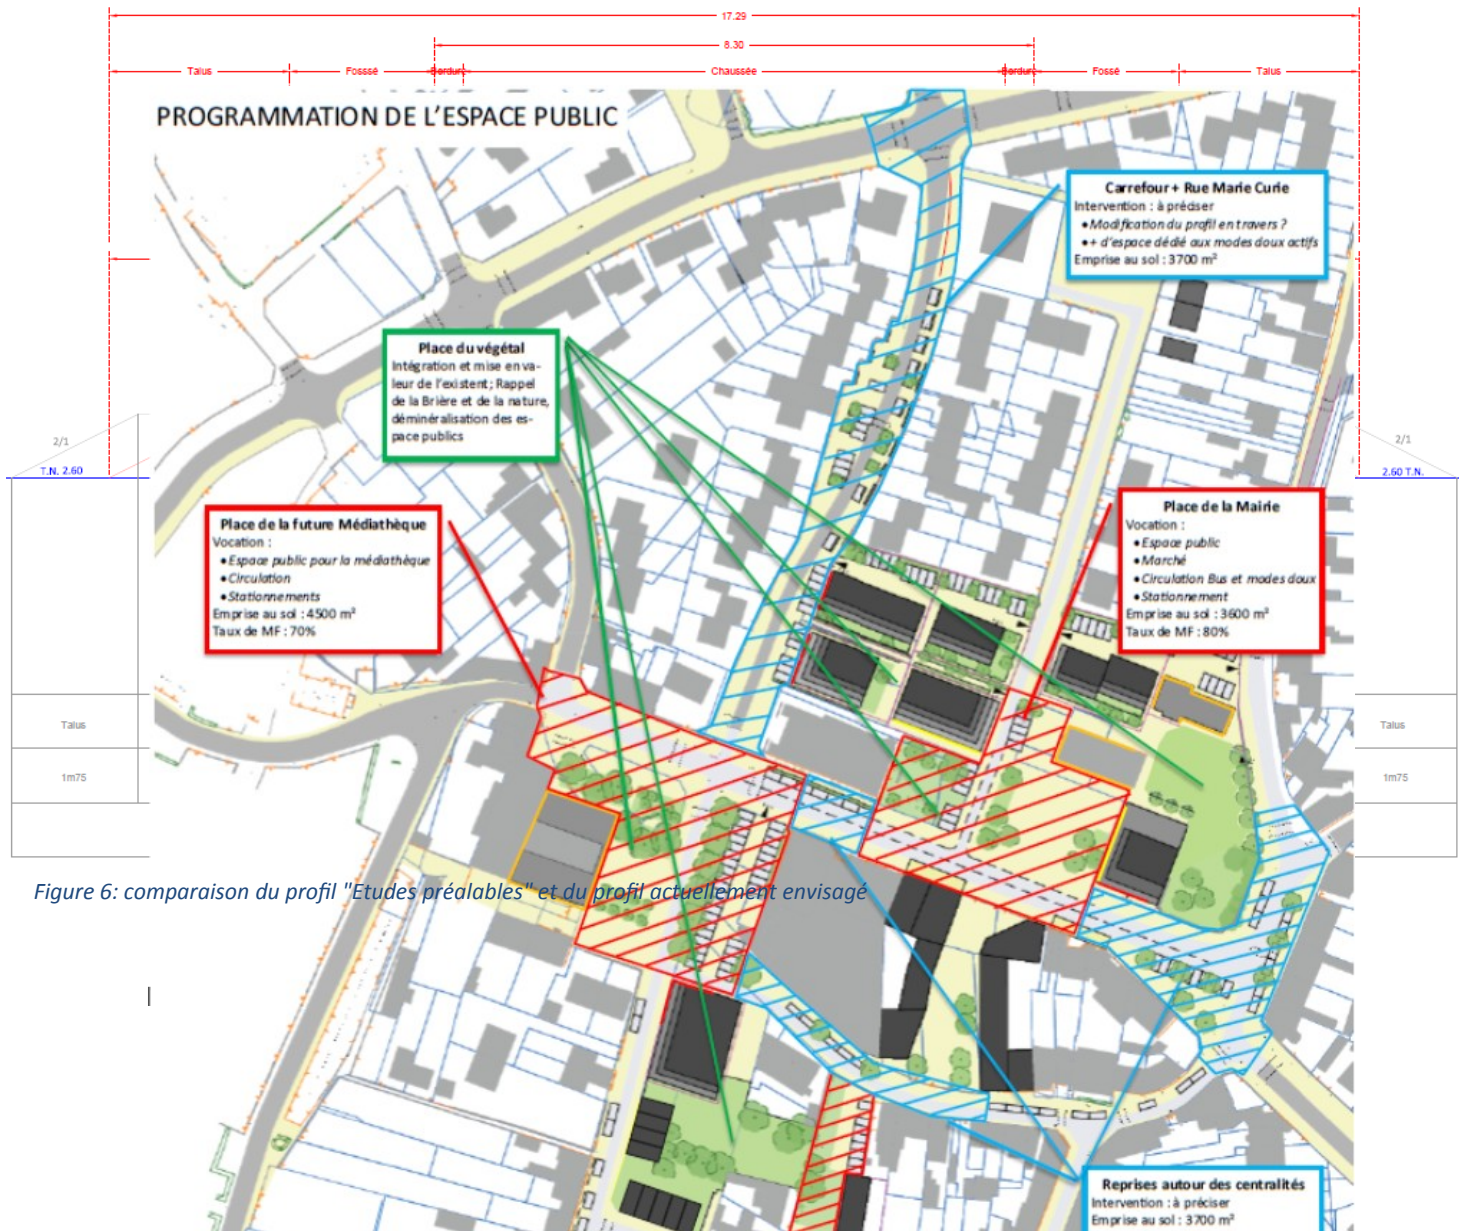 17.29
8.30
Talus
Fosssé
Bordure
Chaussée
Bordure
Fossé
Talus
PROGRAMMATION DE L'ESPACE PUBLIC
Carrefour + Rue Marie Curie
Intervention : à préciser
• Modification du profil en travers ?
• + d'espace dédié aux modes doux actifs
Emprise au sol : 3700 m²
Place du végétal
Intégration et mise en va-
leur de l'existent; Rappel
de la Brière et de la nature,
déminéralisation des es-
pace publics
2/1
T.N. 2.60
2/1
2.60 T.N.
Place de la future Médiathèque
Vocation :
• Espace public pour la médiathèque
• Circulation
• Stationnements
Emprise au sol : 4500 m²
Taux de MF : 70%
Place de la Mairie
Vocation :
• Espace public
• Marché
• Circulation Bus et modes doux
• Stationnement
Emprise au sol : 3600 m²
Taux de MF : 80%
Talus
1m75
Talus
1m75
Figure 6: comparaison du profil "Etudes préalables" et du profil actuellement envisagé
Reprises autour des centralités
Intervention : à préciser
Emprise au sol : 3700 m²